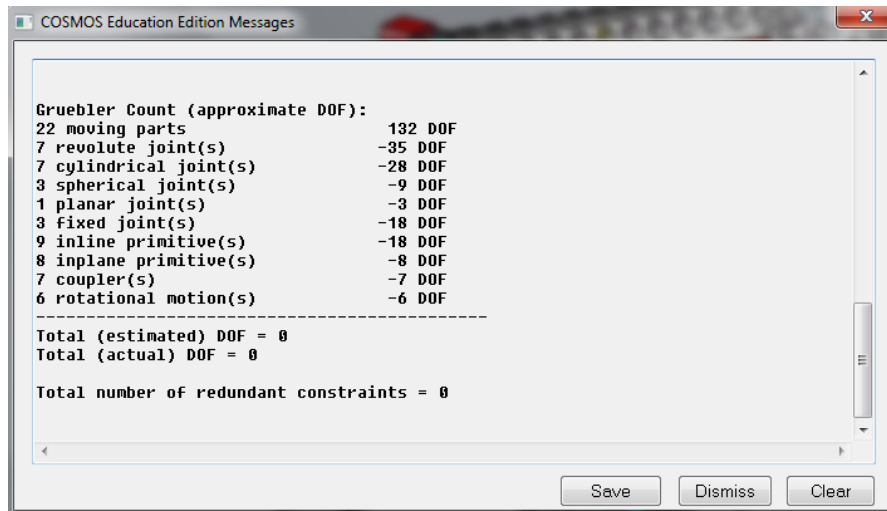 COSMOS Education Edition Messages
Gruebler Count (approximate DOF):
22 moving parts 132 DOF
7 revolute joint(s) -35 DOF
7 cylindrical joint(s) -28 DOF
3 spherical joint(s) -9 DOF
1 planar joint(s) -3 DOF
3 fixed joint(s) -18 DOF
9 inline primitive(s) -18 DOF
8 inplane primitive(s) -8 DOF
7 coupler(s) -7 DOF
6 rotational motion(s) -6 DOF
-----------------------------------------------
Total (estimated) DOF = 0
Total (actual) DOF = 0
Total number of redundant constraints = 0
Save Dismiss Clear